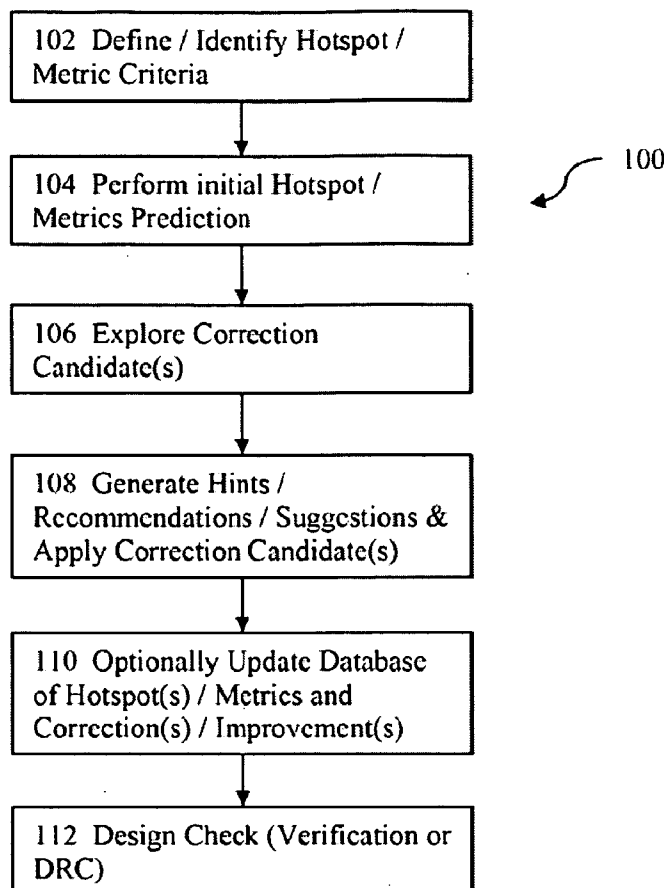 102 Define / Identify Hotspot /
Metric Criteria
100
104 Perform initial Hotspot /
Metrics Prediction
106 Explore Correction
Candidate(s)
108 Generate Hints /
Recommendations / Suggestions &
Apply Correction Candidate(s)
110 Optionally Update Database
of Hotspot(s) / Metrics and
Correction(s) / Improvement(s)
112 Design Check (Verification or
DRC)